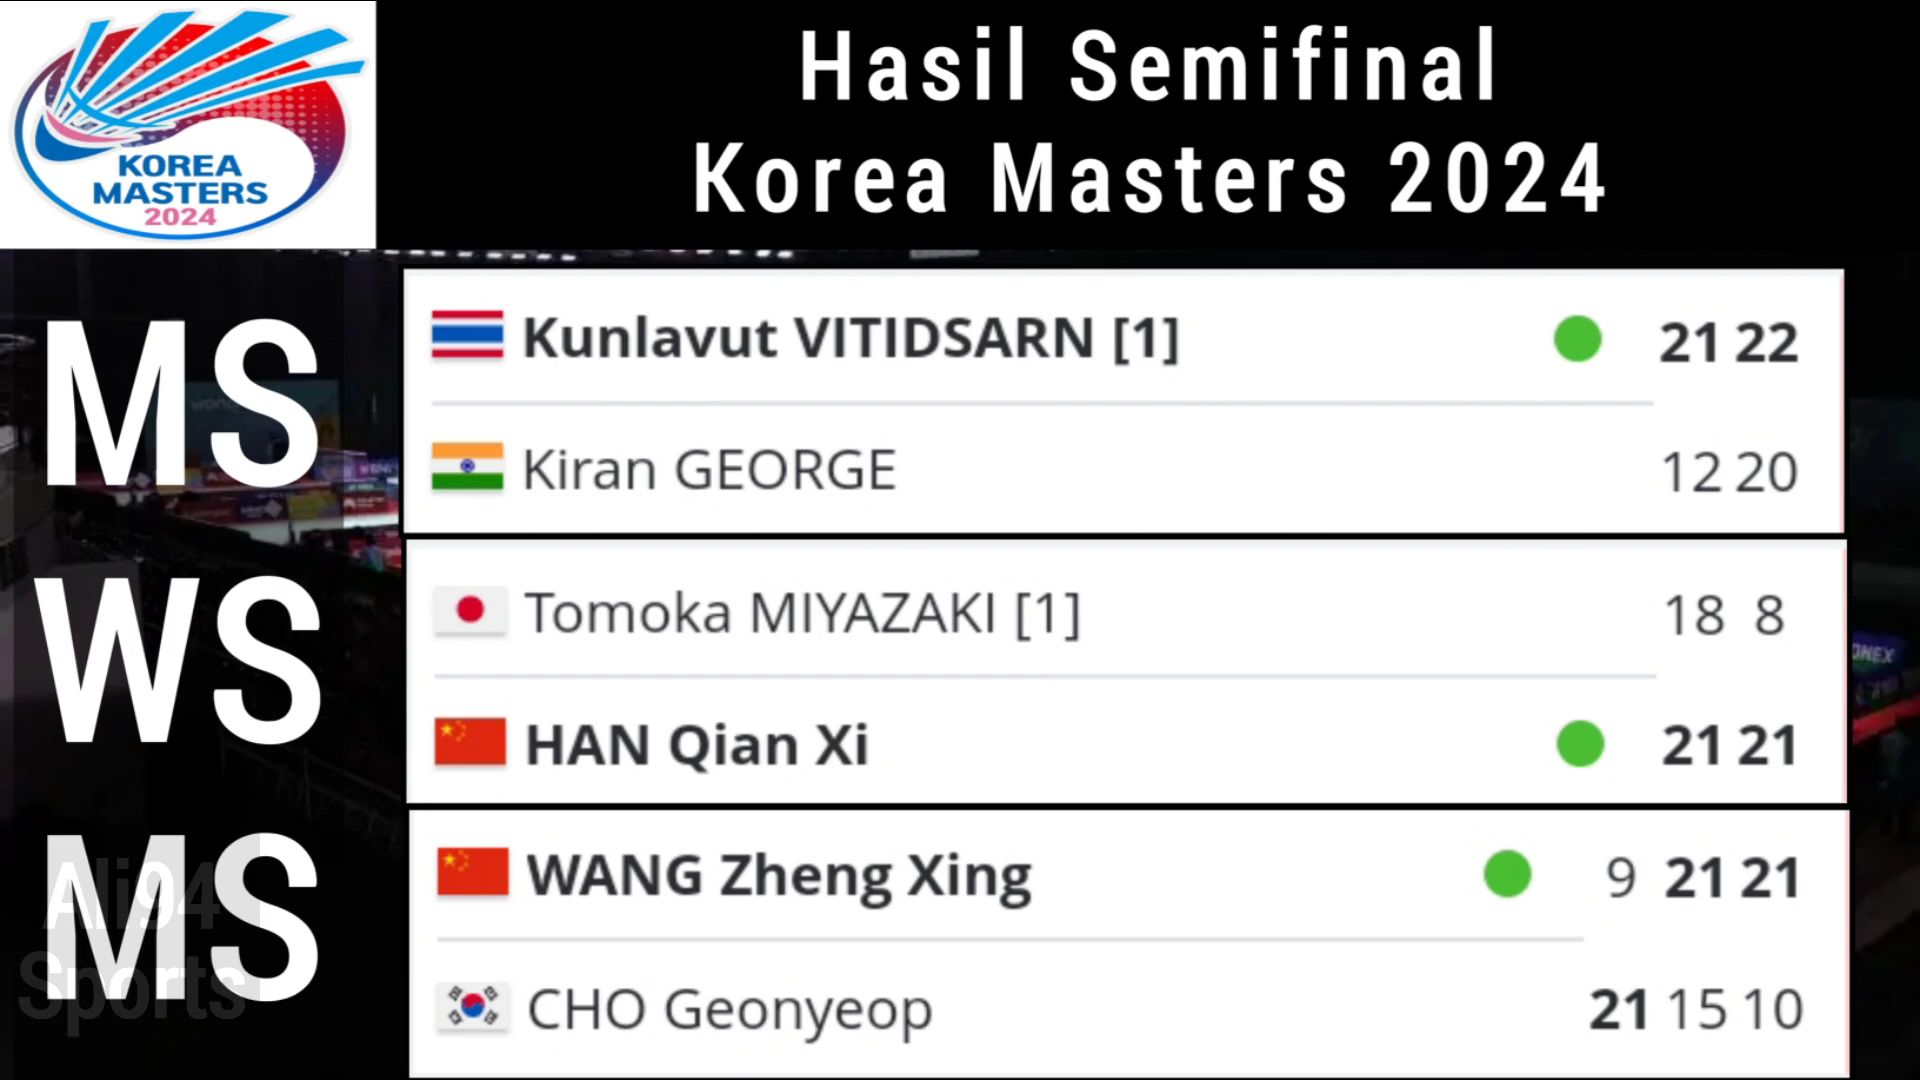 KOREA
MASTERS
2024
Hasil Semifinal
Korea Masters 2024
MS
Kunlavut VITIDSARN [1] 21 22
Kiran GEORGE 12 20
WS
Tomoka MIYAZAKI [1] 18 8
HAN Qian Xi 21 21
MS
WANG Zheng Xing 9 21 21
CHO Geonyeop 21 15 10
Ali94
Sports